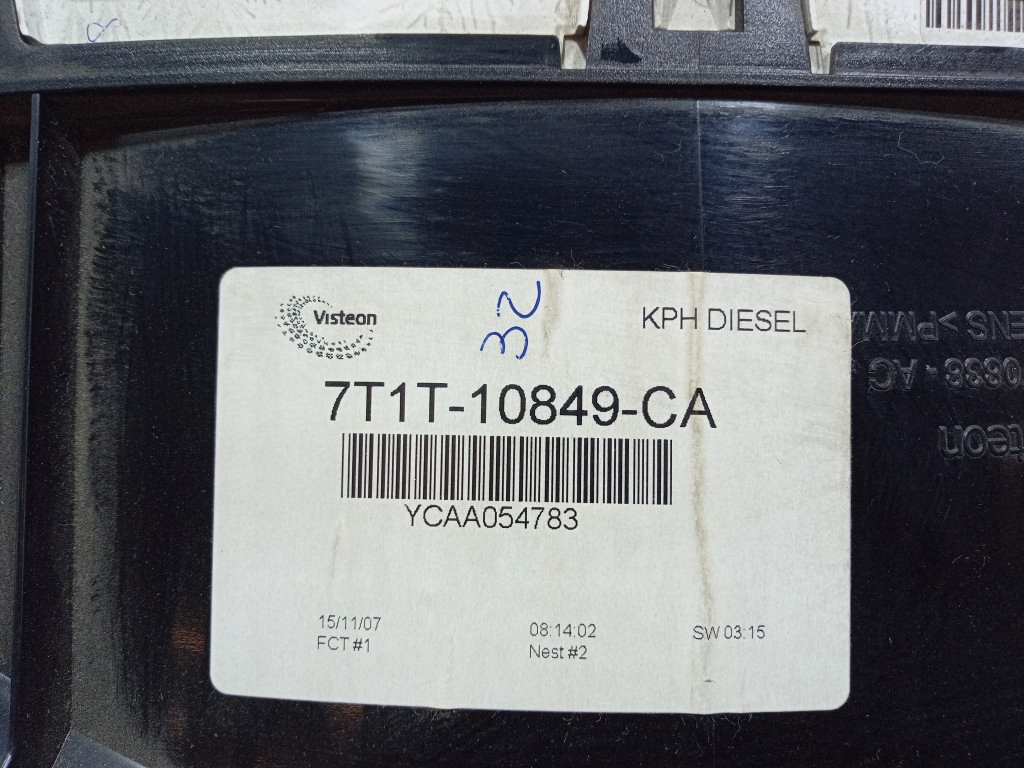 Visteon
32
KPH DIESEL
7T1T-10849-CA
YCAA054783
15/11/07
08:14:02
SW 03:15
FCT #1
Nest #2